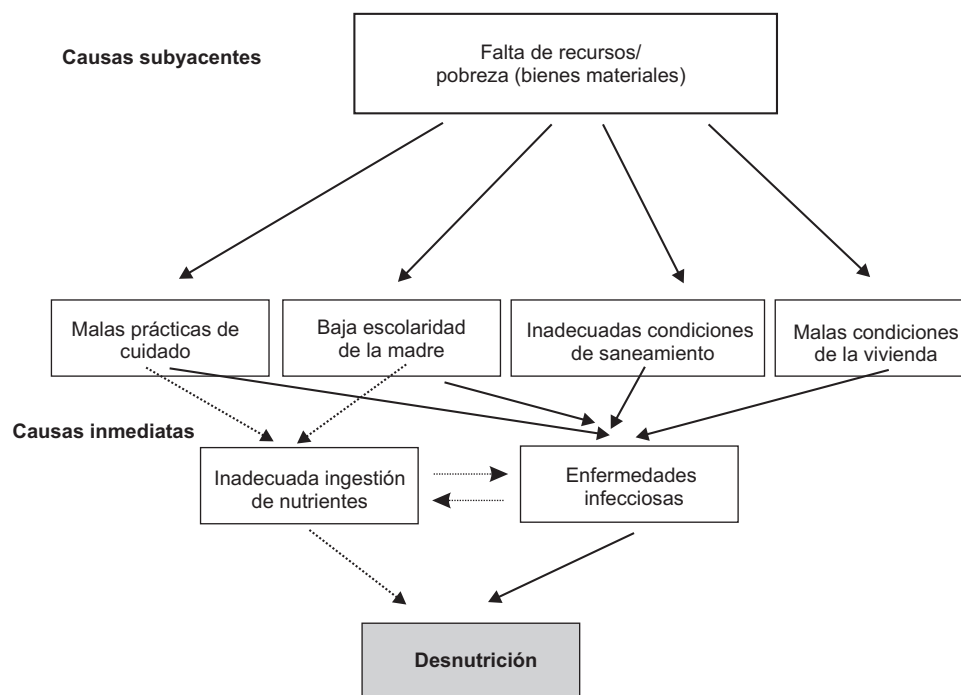 Causas subyacentes
Falta de recursos/
pobreza (bienes materiales)
Malas prácticas de
cuidado
Baja escolaridad
de la madre
Inadecuadas condiciones
de saneamiento
Malas condiciones
de la vivienda
Causas inmediatas
Inadecuada ingestión
de nutrientes
Enfermedades
infecciosas
Desnutrición